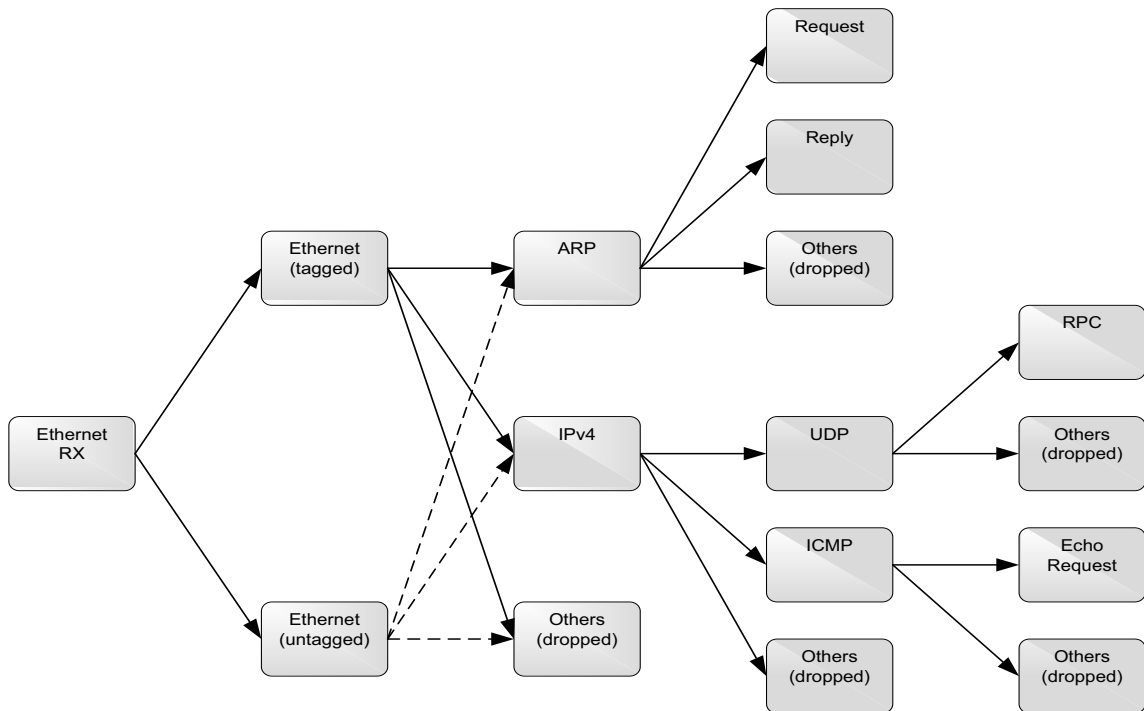 Request
Reply
Ethernet
(tagged)
ARP
Others
(dropped)
RPC
Ethernet
RX
IPv4
UDP
Others
(dropped)
ICMP
Echo
Request
Ethernet
(untagged)
Others
(dropped)
Others
(dropped)
Others
(dropped)